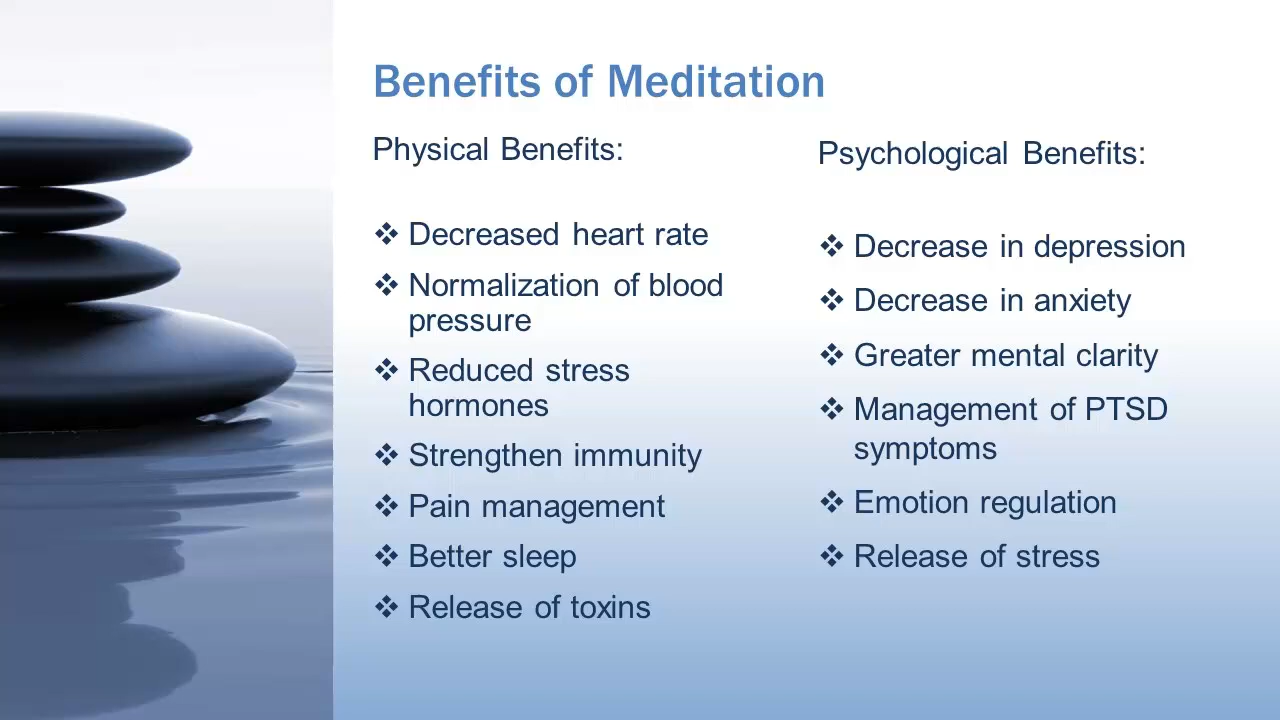 Benefits of Meditation
Physical Benefits:
❖ Decreased heart rate
❖ Normalization of blood
pressure
❖ Reduced stress
hormones
❖ Strengthen immunity
❖ Pain management
❖ Better sleep
❖ Release of toxins
Psychological Benefits:
❖ Decrease in depression
❖ Decrease in anxiety
❖ Greater mental clarity
❖ Management of PTSD
symptoms
❖ Emotion regulation
❖ Release of stress